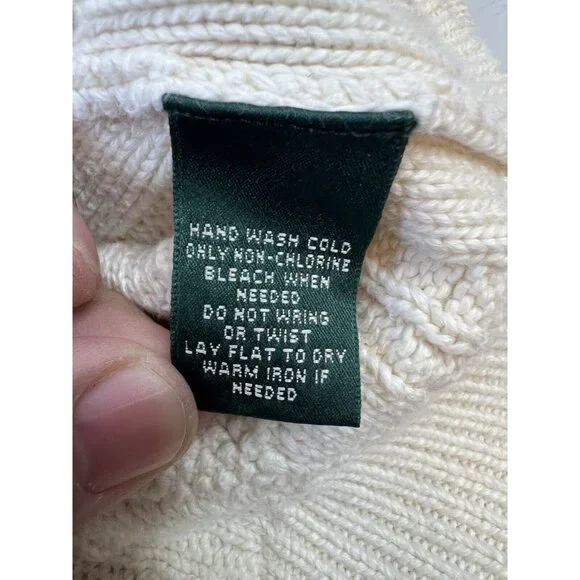 HAND WASH COLD
ONLY NON-CHLORINE
BLEACH WHEN
NEEDED
DO NOT WRING
OR TWIST
LAY FLAT TO DRY
WARM IRON IF
NEEDED